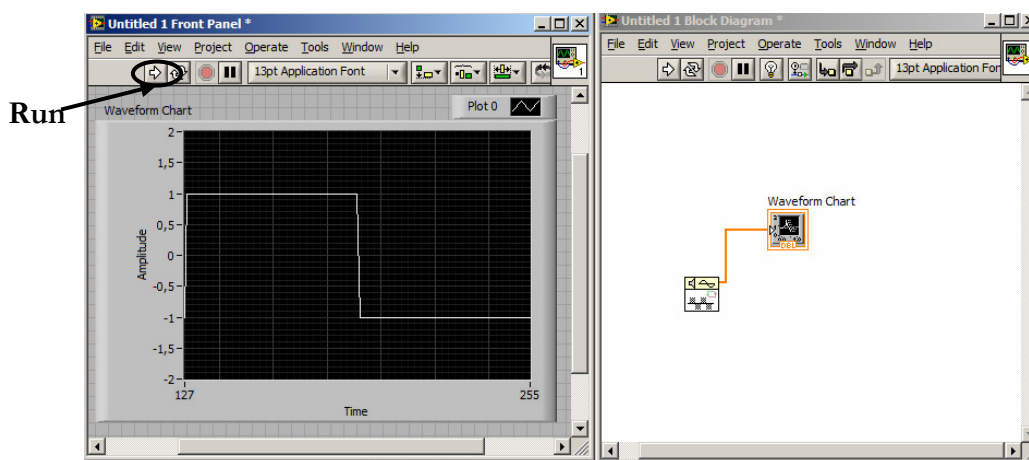 Untitled 1 Front Panel *
File Edit View Project Operate Tools Window Help
13pt Application Font
1
Run
Waveform Chart
Plot 0
2
1,5
1
0,5
0
-0,5
-1
-1,5
-2
Amplitude
127
255
Time
Untitled 1 Block Diagram *
File Edit View Project Operate Tools Window Help
13pt Application For
Waveform Chart
DBL